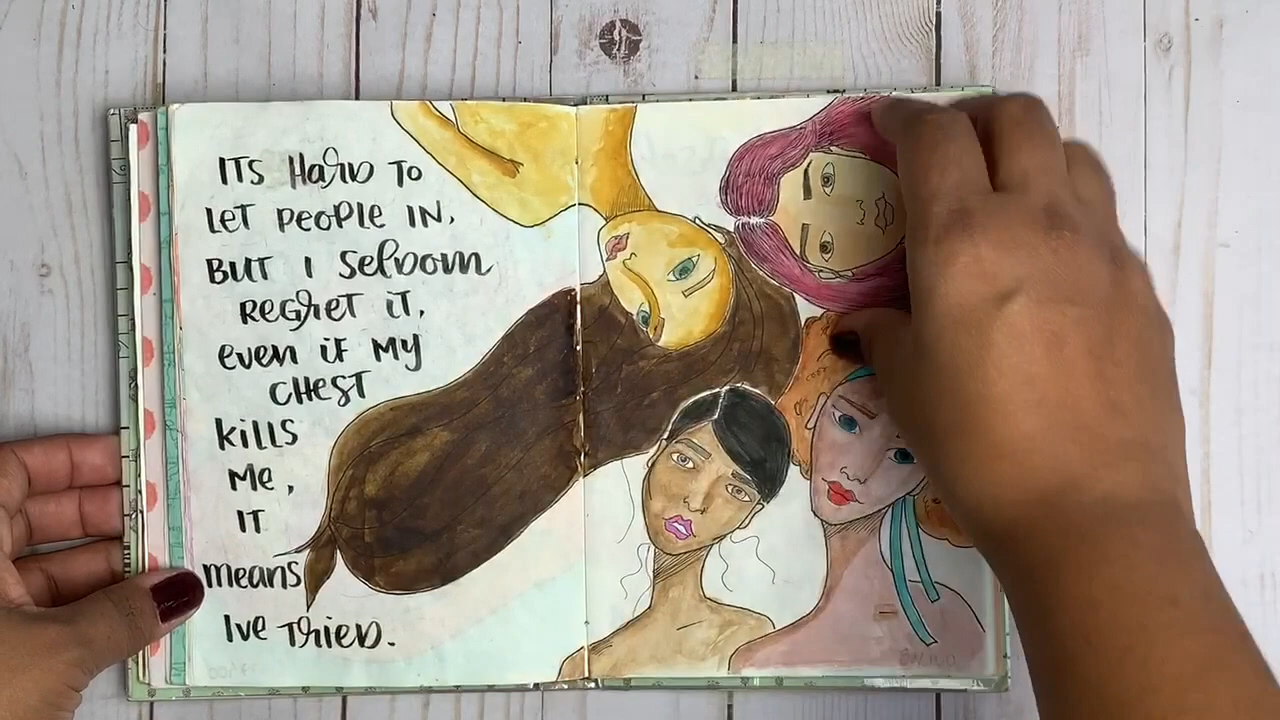 ITS HARD TO
LET PEOPLE IN,
BUT I SELDOM
REGRET IT,
EVEN IF MY
CHEST
KILLS
ME,
IT
MEANS
IVE TRIED.